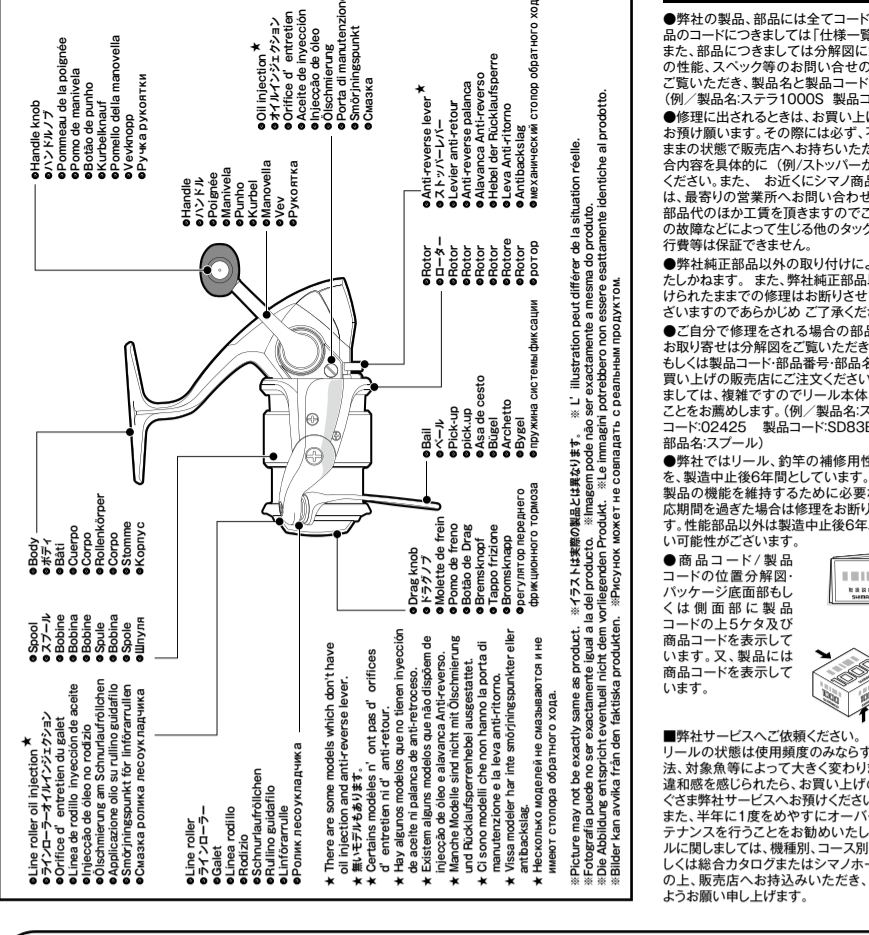 ●Line roller oil injection★
●ラインローラーオイルインジェクション
●Orifice d' entretien du galet
●Linea de rodillo inyección de aceite
●Injecção de óleo no rodizio
●Ölschmierung am Schnurlaufröllchen
●Applicazione olio su rullino guidafilo
●Smörjningspunkt for linförarrullen
●Смазка ролика лесоукладчика
●Spool
●スプール
●Bobine
●Bobina
●Bobine
●Spule
●Bobina
●Spole
●Шпуля
●Body
●ボディ
●Bâti
●Cuerpo
●Corpo
●Rollenkörper
●Corpo
●Stomme
●Корпус
●Handle knob
●ハンドルノブ
●Pommeau de la poignée
●Pomo de manivela
●Botão de punho
●Kurbelknauf
●Pomello della manovella
●Vevknopp
●Ручка рукоятки
●Handle
●ハンドル
●Poignée
●Manivela
●Punho
●Kurbel
●Manovella
●Vev
●Рукоятка
●Oil injection★
●オイルインジェクション
●Orifice d' entretien
●Aceite de inyección
●Injecção de óleo
●Ölschmierung
●Porta di manutenzione
●Smörjningspunkt
●Смазка
●Line roller
●ラインローラー
●Galet
●Linea rodillo
●Rodizio
●Schnurlaufröllchen
●Rullino guidafilo
●Linförarrulle
●Ролик лесоукладчика
●Drag knob
●ドラグノブ
●Molette de frein
●Pomo de freno
●Botão de Drag
●Bremsknopf
●Tappo frizione
●Bromsknapp
●регулятор переднего
фрикционного тормоза
●Bail
●ベール
●Pick-up
●pick-up
●Asa de cesto
●Bügel
●Archetto
●Bygel
●пружина системы фиксации
●Rotor
●ローター
●Rotor
●Rotor
●Rotor
●Rotor
●Rotore
●Rotor
●ротор
●Anti-reverse lever★
●ストッパーレバー
●Levier anti-retour
●Anti-reverse palanca
●Alavanca Anti-reverso
●Hebel der Rücklaufsperre
●Leva Anti-ritorno
●Antibackslag
●механический стопор обратного хода
★ There are some models which don't have
oil injection and anti-reverse lever.
★ 無いモデルもあります。
★ Certains modèles n' ont pas d' orifices
d' entretien ni d' anti-retour.
★ Hay algunos modelos que no tienen inyección
de aceite ni palanca de anti-retroceso.
★ Existem alguns modelos que não dispõem de
injecção de óleo e alavanca Anti-reverso.
★ Manche Modelle sind nicht mit Ölschmierung
und Rücklaufsperrenhebel ausgestattet.
★ Ci sono modelli che non hanno la porta di
manutenzione e la leva anti-ritorno.
★ Vissa modeler har inte smörjningspunkter eller
antibackslag.
★ Несколько моделей не смазываются и не
имеют стопора обратного хода.
※Picture may not be exactly same as product. ※イラストは実際の製品とは異なります。 ※ L' illustration peut différer de la situation réelle.
※Fotografía puede no ser exactamente igual a la del producto. ※Imagem pode não ser exactamente a mesma do produto.
※Die Abbildung entspricht eventuell nicht dem vorliegenden Produkt. ※Le immagini potrebbero non essere esattamente identiche al prodotto.
※Bilder kan avvika från den faktiska produkten. ※Рисунок может не совпадать с реальным продуктом.
●弊社の製品、部品には全てコード
品のコードにつきましては「仕様一覧
また、部品につきましては分解図に
の性能、スペック等のお問い合せの
ご覧いただき、製品名と製品コード
(例／製品名:ステラ1000S 製品コ
●修理に出されるときは、お買い上げ
お預け願います。その際には必ず、
ままの状態で販売店へお持ちいただ
合内容を具体的に (例/ストッパーが
ください。また、 お近くにシマノ商品
は、最寄りの営業所へお問い合わせ
部品代のほか工賃を頂きますのでご
の故障などによって生じる他のタック
行費等は保証できません。
●弊社純正部品以外の取り付けによ
たしかねます。 また、弊社純正部品
けられたままでの修理はお断りさせ
ざいますのであらかじめ ご了承くだ
●ご自分で修理をされる場合の部品
お取り寄せは分解図をご覧いただき
もしくは製品コード・部品番号・部品名
買い上げの販売店にご注文ください
ましては、複雑ですのでリール本体
ことをお薦めします。(例／製品名:ス
コード:02425 製品コード:SD83E
部品名:スプール)
●弊社ではリール、釣竿の補修用性
を、製造中止後6年間としています。
製品の機能を維持するために必要な
応期間を過ぎた場合は修理をお断り
す。性能部品以外は製造中止後6年
い可能性がございます。
●商品コード/製品
コードの位置分解図・
パッケージ底面部もし
くは側面部に製品
コードの上5ケタ及び
商品コードを表示して
います。又、製品には
商品コードを表示して
います。
■弊社サービスへご依頼ください。
リールの状態は使用頻度のみならず
法、対象魚等によって大きく変わりま
違和感を感じられたら、お買い上げの
ぐさま弊社サービスへお預けください
また、半年に1度をめやすにオーバー
テナンスを行うことをお勧めいたし
ルに関しましては、機種別、コース別
しくは総合カタログまたはシマノホー
の上、販売店へお持込みいただき、
ようお願い申し上げます。